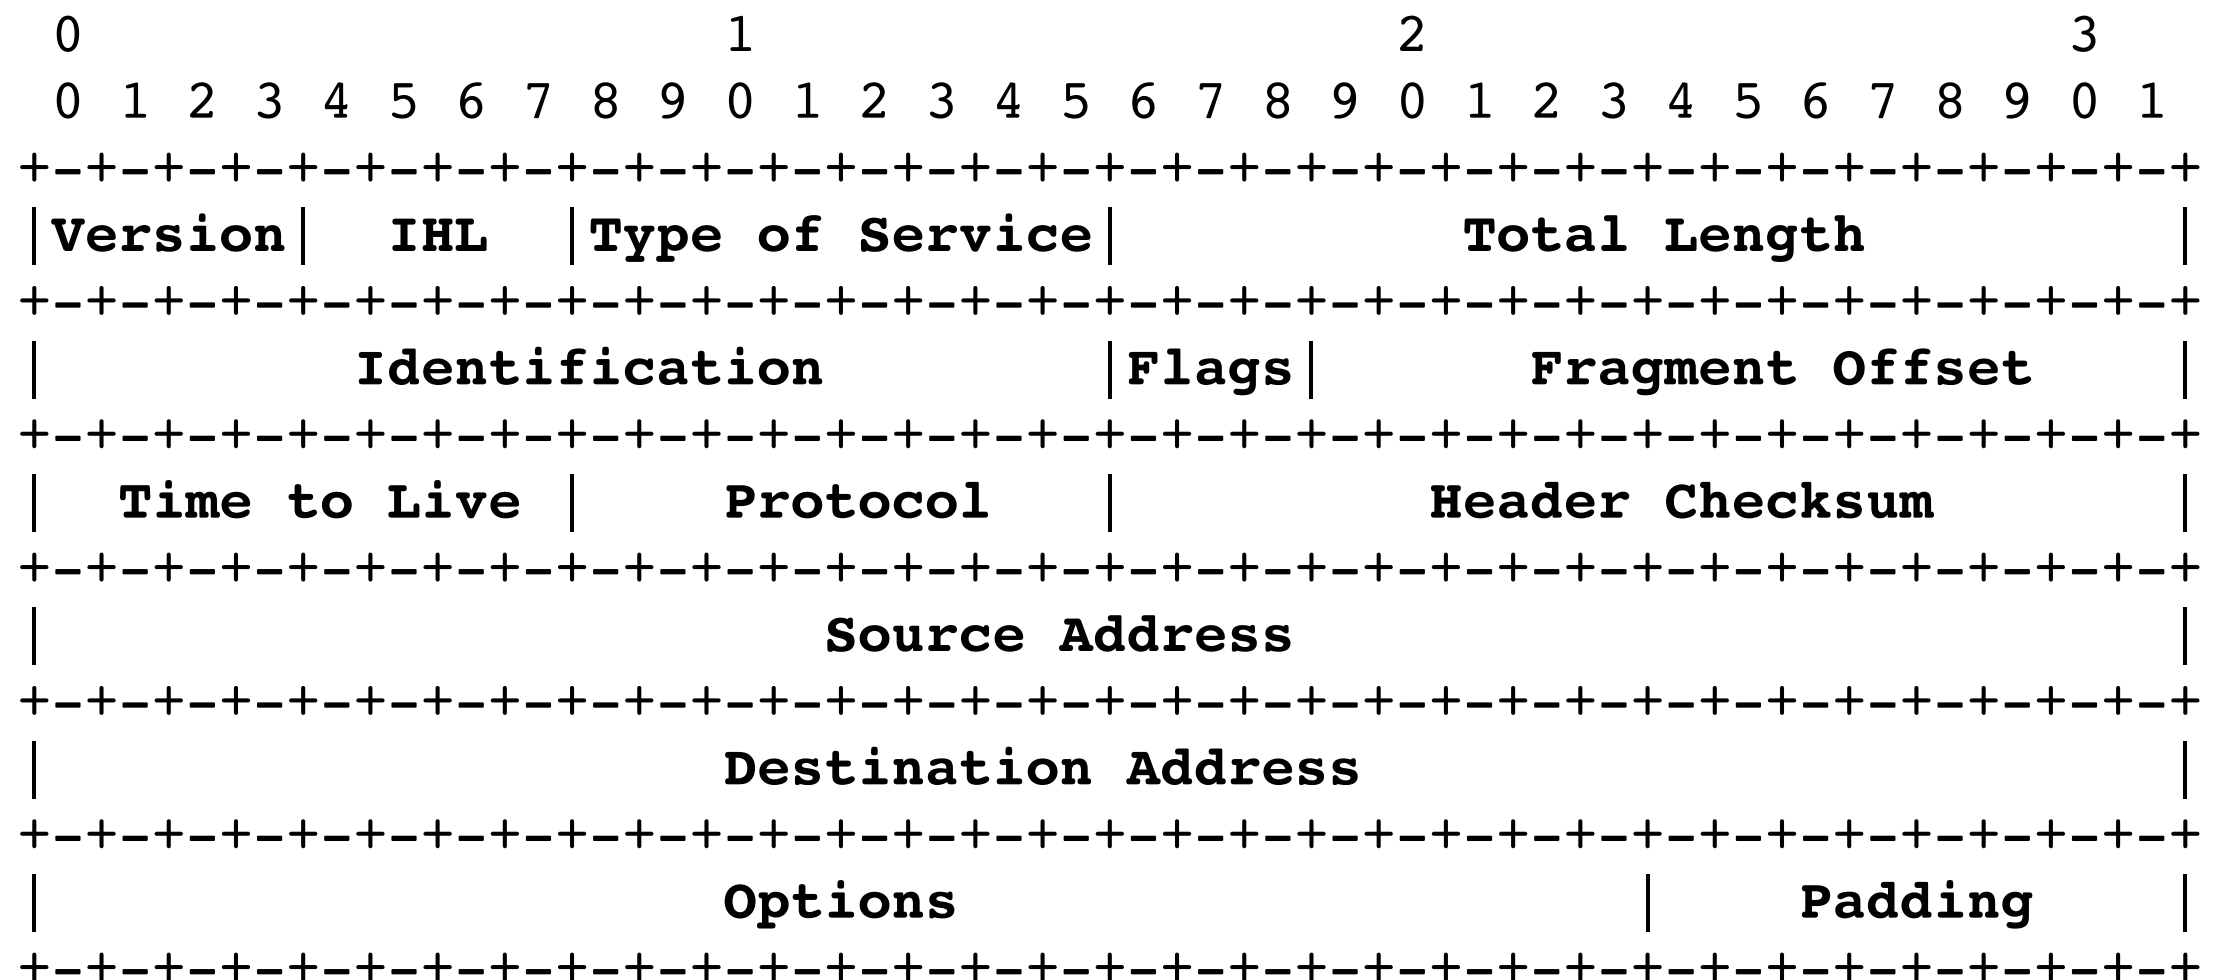 0                   1                   2                   3
 0 1 2 3 4 5 6 7 8 9 0 1 2 3 4 5 6 7 8 9 0 1 2 3 4 5 6 7 8 9 0 1
+-+-+-+-+-+-+-+-+-+-+-+-+-+-+-+-+-+-+-+-+-+-+-+-+-+-+-+-+-+-+-+-+
|Version|  IHL  |Type of Service|          Total Length         |
+-+-+-+-+-+-+-+-+-+-+-+-+-+-+-+-+-+-+-+-+-+-+-+-+-+-+-+-+-+-+-+-+
|         Identification        |Flags|      Fragment Offset    |
+-+-+-+-+-+-+-+-+-+-+-+-+-+-+-+-+-+-+-+-+-+-+-+-+-+-+-+-+-+-+-+-+
|  Time to Live |    Protocol   |         Header Checksum       |
+-+-+-+-+-+-+-+-+-+-+-+-+-+-+-+-+-+-+-+-+-+-+-+-+-+-+-+-+-+-+-+-+
|                       Source Address                          |
+-+-+-+-+-+-+-+-+-+-+-+-+-+-+-+-+-+-+-+-+-+-+-+-+-+-+-+-+-+-+-+-+
|                    Destination Address                        |
+-+-+-+-+-+-+-+-+-+-+-+-+-+-+-+-+-+-+-+-+-+-+-+-+-+-+-+-+-+-+-+-+
|                    Options                    |    Padding    |
+-+-+-+-+-+-+-+-+-+-+-+-+-+-+-+-+-+-+-+-+-+-+-+-+-+-+-+-+-+-+-+-+